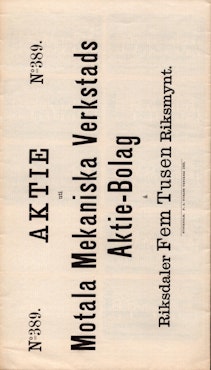 N:o 389. N:o 389.
AKTIE
uti
Motala Mekaniska Verkstads
Aktie-Bolag
à
Riksdaler Fem Tusen Riksmynt.